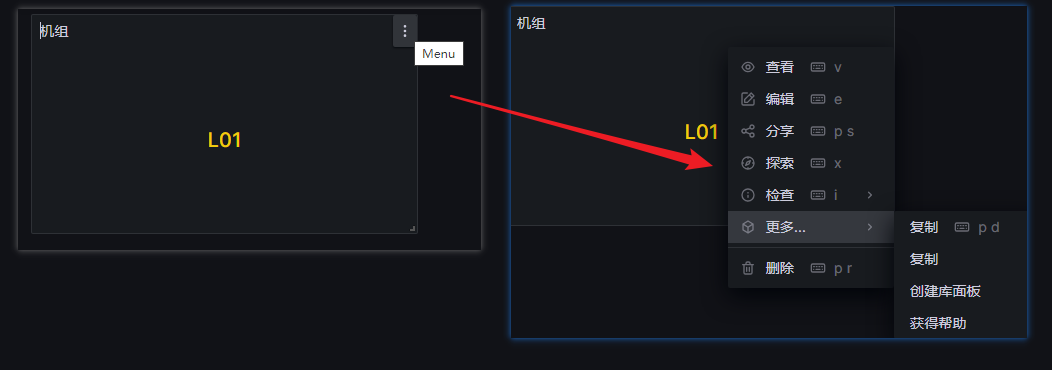 机组
Menu
L01
机组
L01
查看 v
编辑 e
分享 p s
探索 x
检查 i
更多...
删除 p r
复制 p d
复制
创建库面板
获得帮助